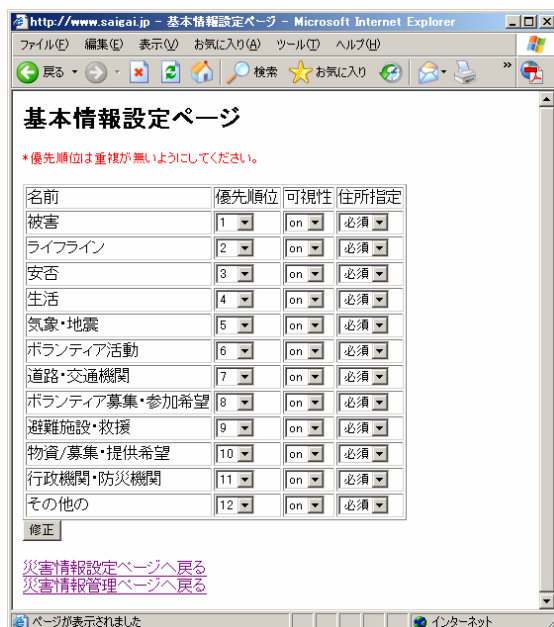 http://www.saigai.jp - 基本情報設定ページ - Microsoft Internet Explorer
ファイル(F) 編集(E) 表示(V) お気に入り(A) ツール(T) ヘルプ(H)
戻る 検索 お気に入り »
基本情報設定ページ
*優先順位は重複が無いようにしてください。
名前 優先順位 可視性 住所指定
被害 1 on 必須
ライフライン 2 on 必須
安否 3 on 必須
生活 4 on 必須
気象・地震 5 on 必須
ボランティア活動 6 on 必須
道路・交通機関 7 on 必須
ボランティア募集・参加希望 8 on 必須
避難施設・救援 9 on 必須
物資/募集・提供希望 10 on 必須
行政機関・防災機関 11 on 必須
その他の 12 on 必須
修正
災害情報設定ページへ戻る
災害情報管理ページへ戻る
ページが表示されました インターネット